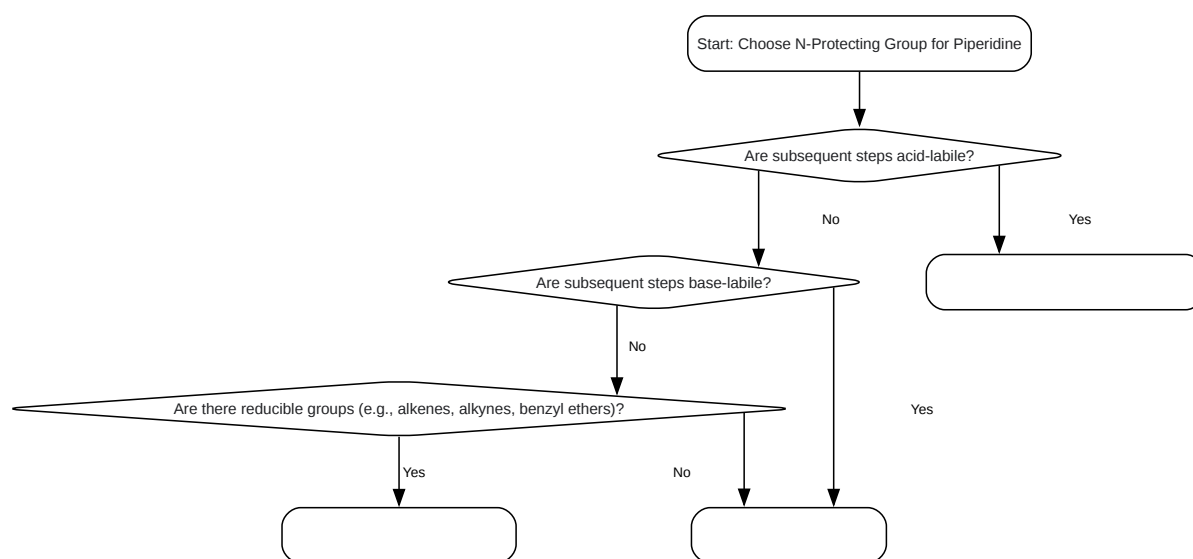 Start: Choose N-Protecting Group for Piperidine
Are subsequent steps acid-labile?
No
Yes
Are subsequent steps base-labile?
No
Are there reducible groups (e.g., alkenes, alkynes, benzyl ethers)?
Yes
Yes
No